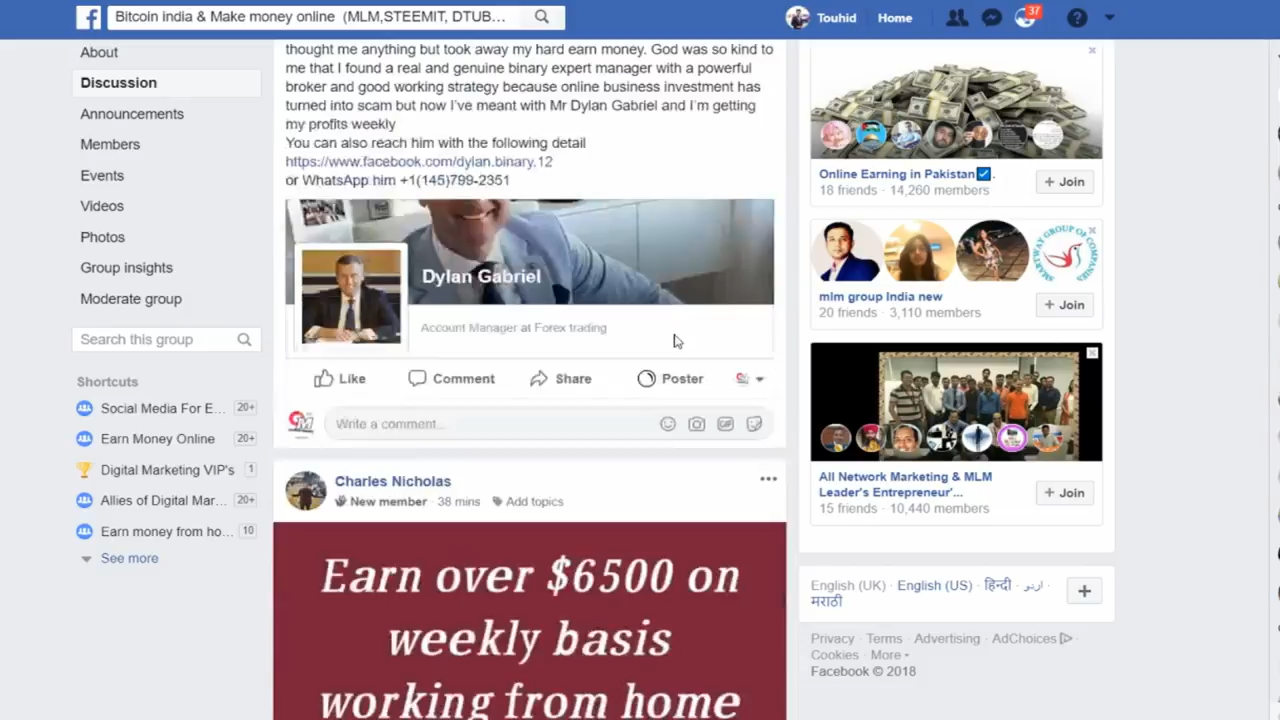 Bitcoin india & Make money online (MLM,STEEMIT, DTUB...
Touhid
Home
37
About
Discussion
Announcements
Members
Events
Videos
Photos
Group insights
Moderate group
Search this group
Shortcuts
Social Media For E... 20+
Earn Money Online 20+
Digital Marketing VIP's 1
Allies of Digital Mar... 20+
Earn money from ho... 10
See more
thought me anything but took away my hard earn money. God was so kind to
me that I found a real and genuine binary expert manager with a powerful
broker and good working strategy because online business investment has
turned into scam but now I've meant with Mr Dylan Gabriel and I'm getting
my profits weekly
You can also reach him with the following detail
https://www.facebook.com/dylan.binary.12
or WhatsApp him +1(145)799-2351
Dylan Gabriel
Account Manager at Forex trading
Like Comment Share Poster
Write a comment...
GIF
Charles Nicholas
New member 38 mins Add topics
Earn over $6500 on
weekly basis
working from home
Online Earning in Pakistan☑.
18 friends · 14,260 members
+ Join
SMARTWAY GROUP OF COMPANIES
mlm group India new
20 friends · 3,110 members
+ Join
All Network Marketing & MLM
Leader's Entrepreneur'...
15 friends · 10,440 members
+ Join
English (UK) · English (US) · हिन्दी · اردو ·
मराठी
Privacy · Terms · Advertising · AdChoices ·
Cookies · More
Facebook © 2018